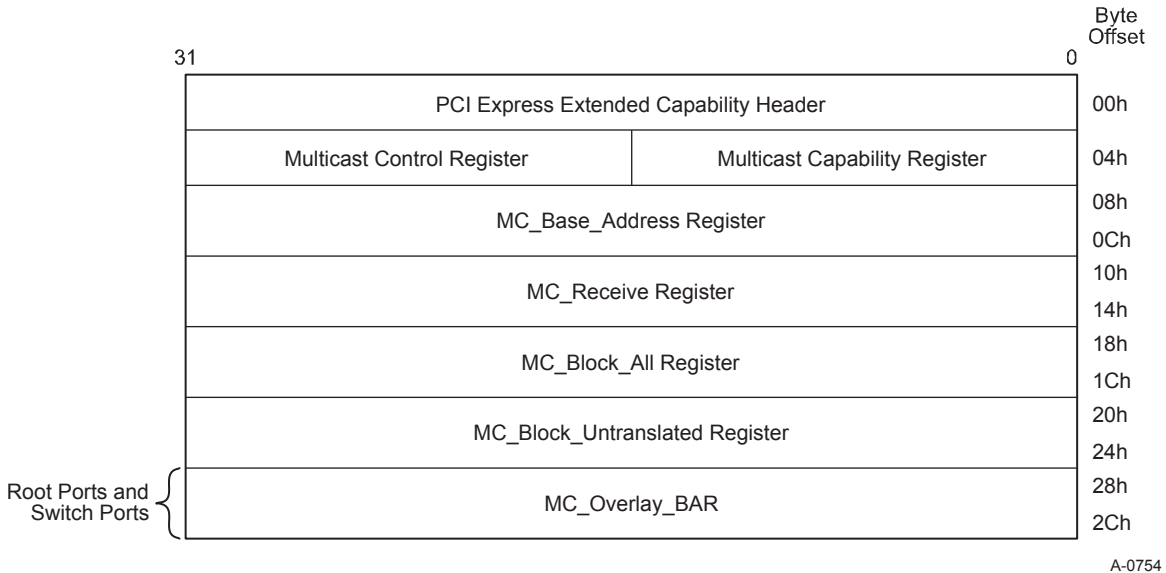 Byte
Offset
31 0
PCI Express Extended Capability Header 00h
Multicast Control Register Multicast Capability Register 04h
08h
MC_Base_Address Register
0Ch
10h
MC_Receive Register
14h
18h
MC_Block_All Register
1Ch
20h
MC_Block_Untranslated Register
24h
Root Ports and
Switch Ports
28h
MC_Overlay_BAR
2Ch
A-0754